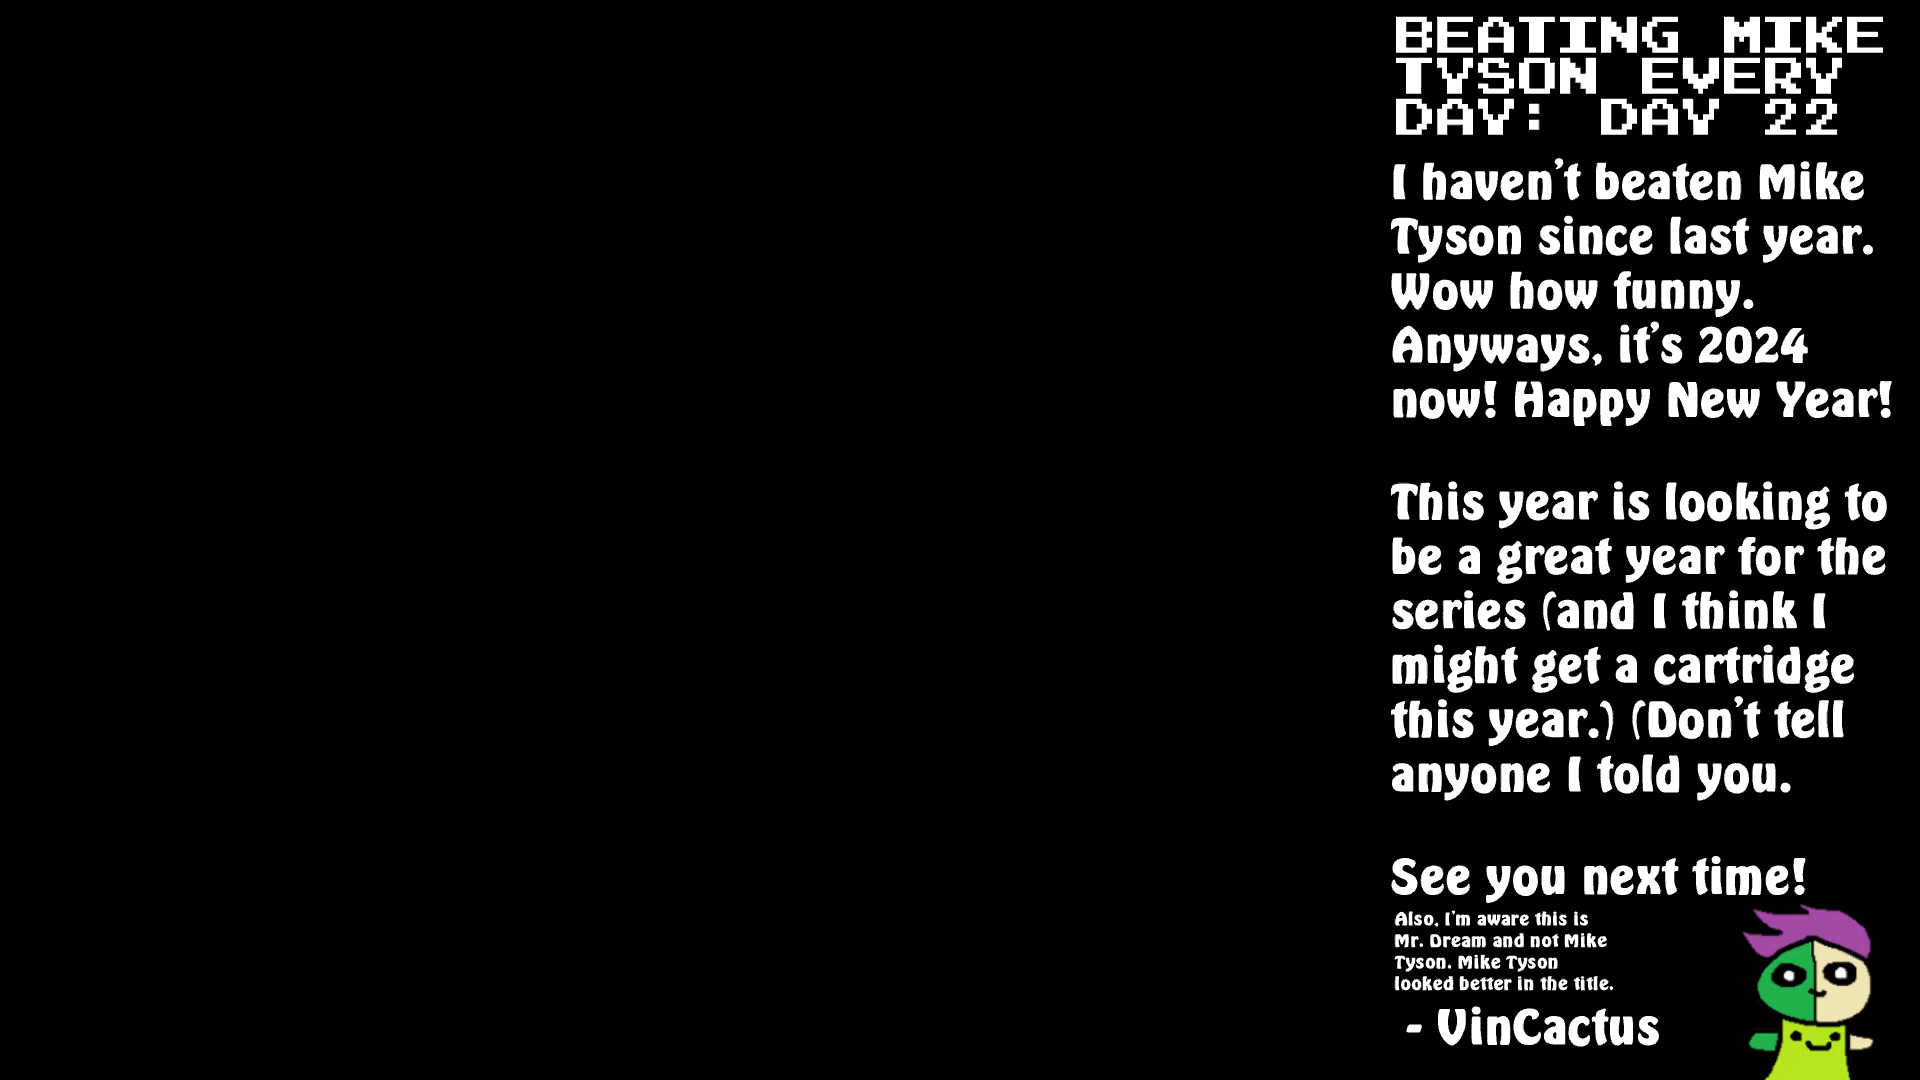 BEATING MIKE
TYSON EVERY
DAY: DAY 22
I haven't beaten Mike
Tyson since last year.
Wow how funny.
Anyways, it's 2024
now! Happy New Year!
This year is looking to
be a great year for the
series (and I think I
might get a cartridge
this year.) (Don't tell
anyone I told you.
See you next time!
Also, I'm aware this is
Mr. Dream and not Mike
Tyson. Mike Tyson
looked better in the title.
- VinCactus